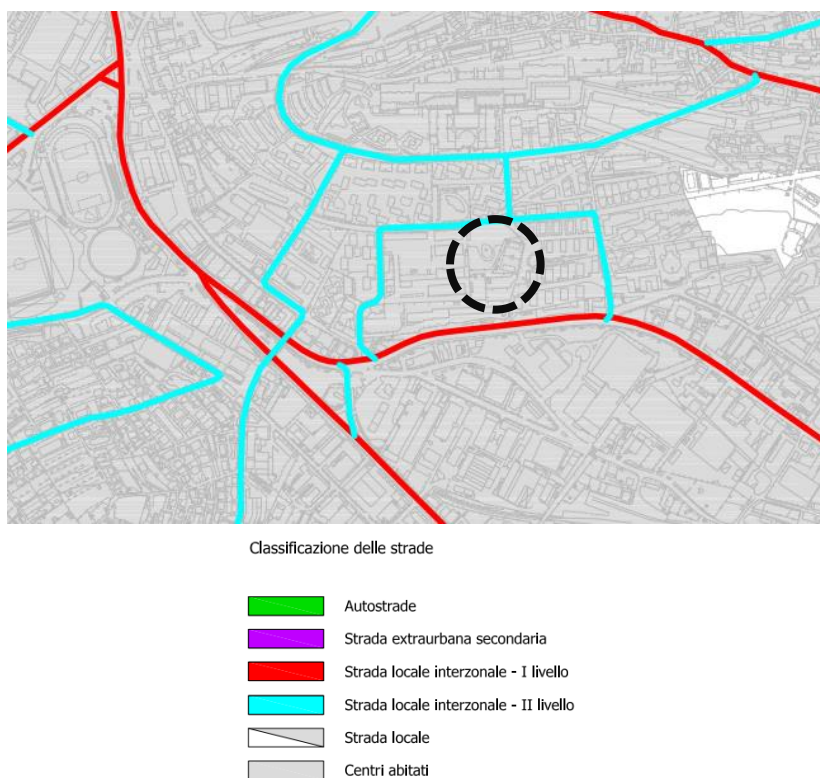 Classificazione delle strade
Autostrade
Strada extraurbana secondaria
Strada locale interzonale - I livello
Strada locale interzonale - II livello
Strada locale
Centri abitati